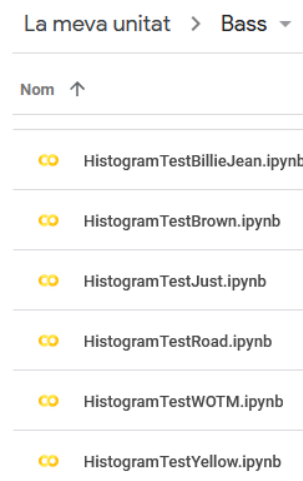 La meva unitat > Bass
Nom ↑
HistogramTestBillieJean.ipynb
HistogramTestBrown.ipynb
HistogramTestJust.ipynb
HistogramTestRoad.ipynb
HistogramTestWOTM.ipynb
HistogramTestYellow.ipynb